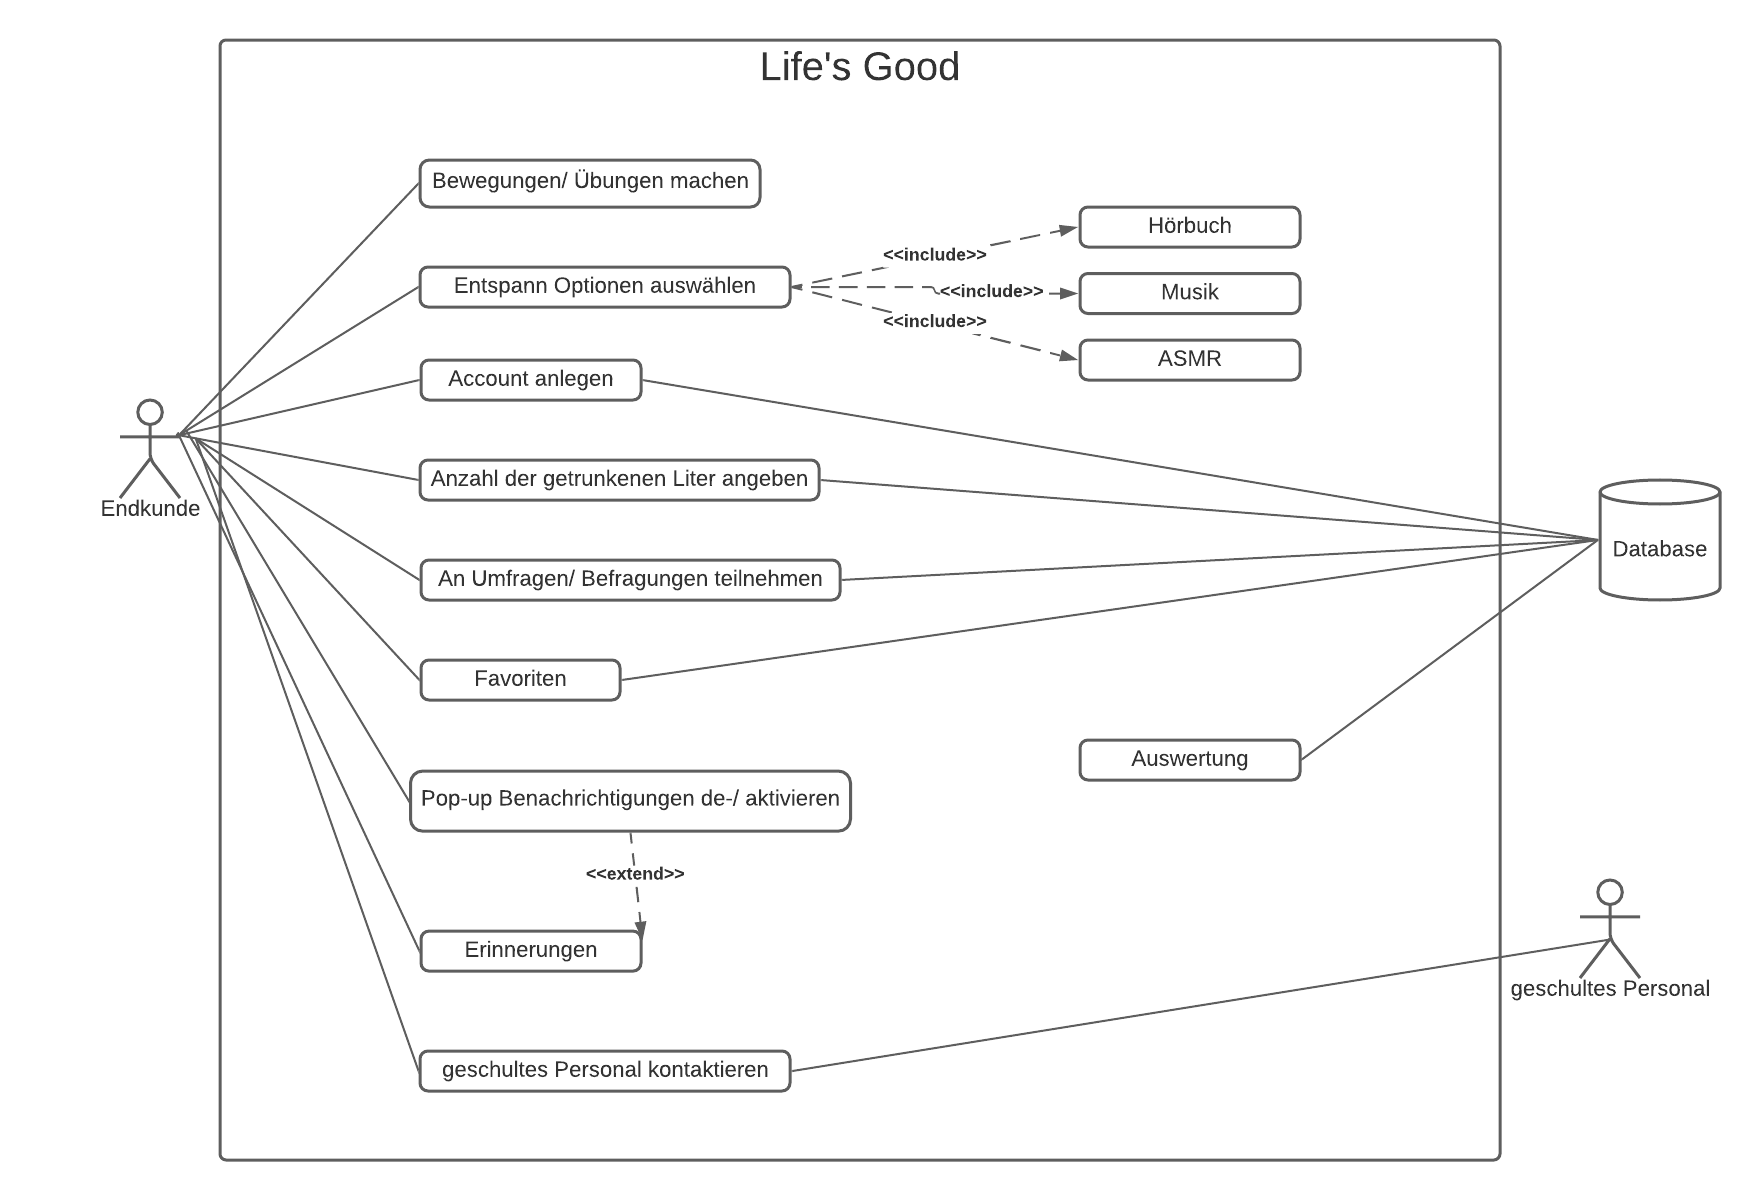 Life's Good
Bewegungen/ Übungen machen
Hörbuch
<<include>>
Entspann Optionen auswählen
<<include>>
Musik
<<include>>
ASMR
Account anlegen
Anzahl der getrunkenen Liter angeben
Endkunde
Database
An Umfragen/ Befragungen teilnehmen
Favoriten
Auswertung
Pop-up Benachrichtigungen de-/ aktivieren
<<extend>>
Erinnerungen
geschultes Personal
geschultes Personal kontaktieren